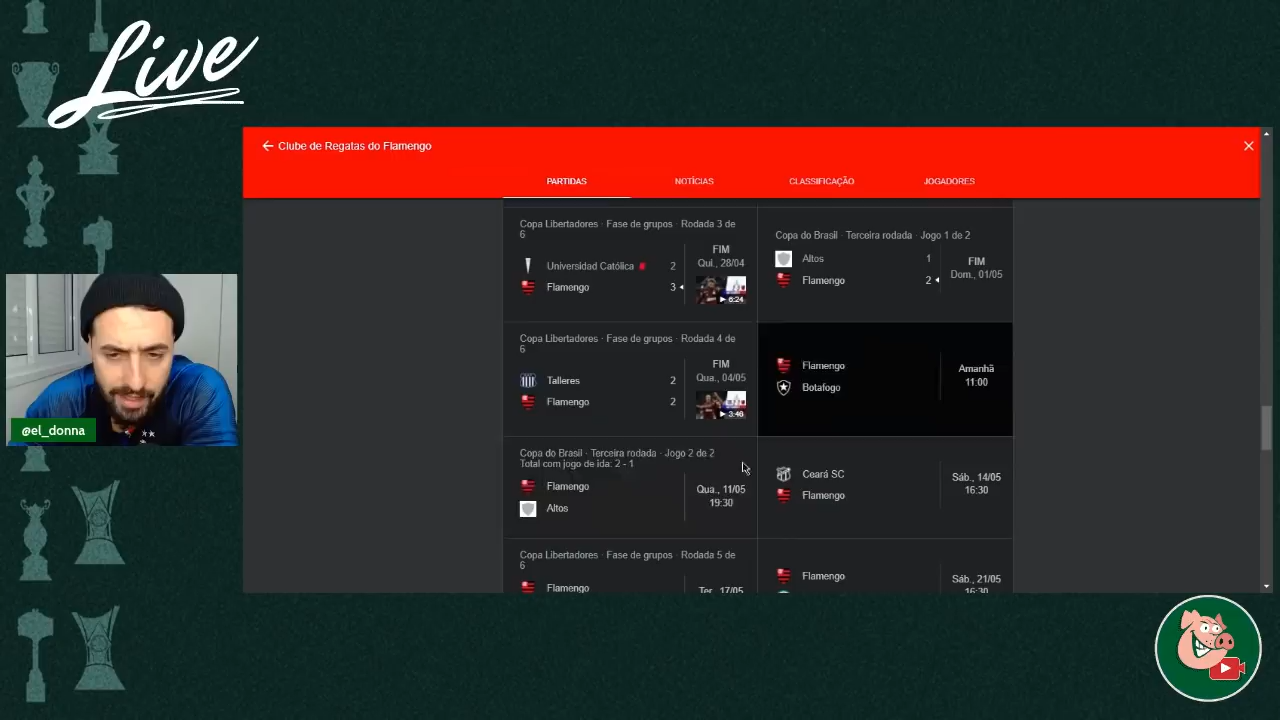 Live
Clube de Regatas do Flamengo
PARTIDAS
NOTÍCIAS
CLASSIFICAÇÃO
JOGADORES
Copa Libertadores · Fase de grupos · Rodada 3 de
6
Universidad Católica 2
Flamengo 3
FIM
Qui., 28/04
6:24
Copa do Brasil · Terceira rodada · Jogo 1 de 2
Altos 1
Flamengo 2
FIM
Dom., 01/05
Copa Libertadores · Fase de grupos · Rodada 4 de
6
Talleres 2
Flamengo 2
FIM
Qua., 04/05
3:46
Flamengo
Botafogo
Amanhã
11:00
Copa do Brasil · Terceira rodada · Jogo 2 de 2
Total com jogo de ida: 2 - 1
Flamengo
Altos
Qua., 11/05
19:30
Ceará SC
Flamengo
Sáb., 14/05
16:30
Copa Libertadores · Fase de grupos · Rodada 5 de
6
Flamengo
Ter., 17/05
Flamengo
Sáb., 21/05
16:30
@el_donna